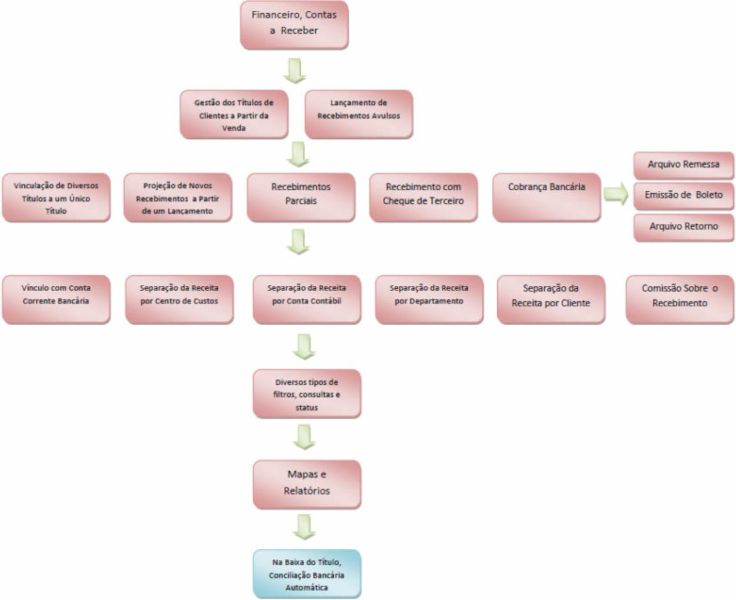 Financeiro, Contas
a Receber
Gestão dos Títulos de
Clientes a Partir da
Venda
Lançamento de
Recebimentos Avulsos
Vinculação de Diversos
Títulos a um Único
Título
Projeção de Novos
Recebimentos a Partir
de um Lancamento
Recebimentos
Parciais
Recebimento com
Cheque de Terceiro
Cobrança Bancária
Arquivo Remessa
Emissão de Boleto
Arquivo Retorno
Vínculo com Conta
Corrente Bancária
Separação da Receita
por Centro de Custos
Separação da Receita
por Conta Contábil
Separação da Receita
por Departamento
Separação da
Receita por Cliente
Comissão Sobre o
Recebimento
Diversos tipos de
filtros, consultas e
status
Mapas e
Relatórios
Na Baixa do Título,
Conciliação Bancária
Automática